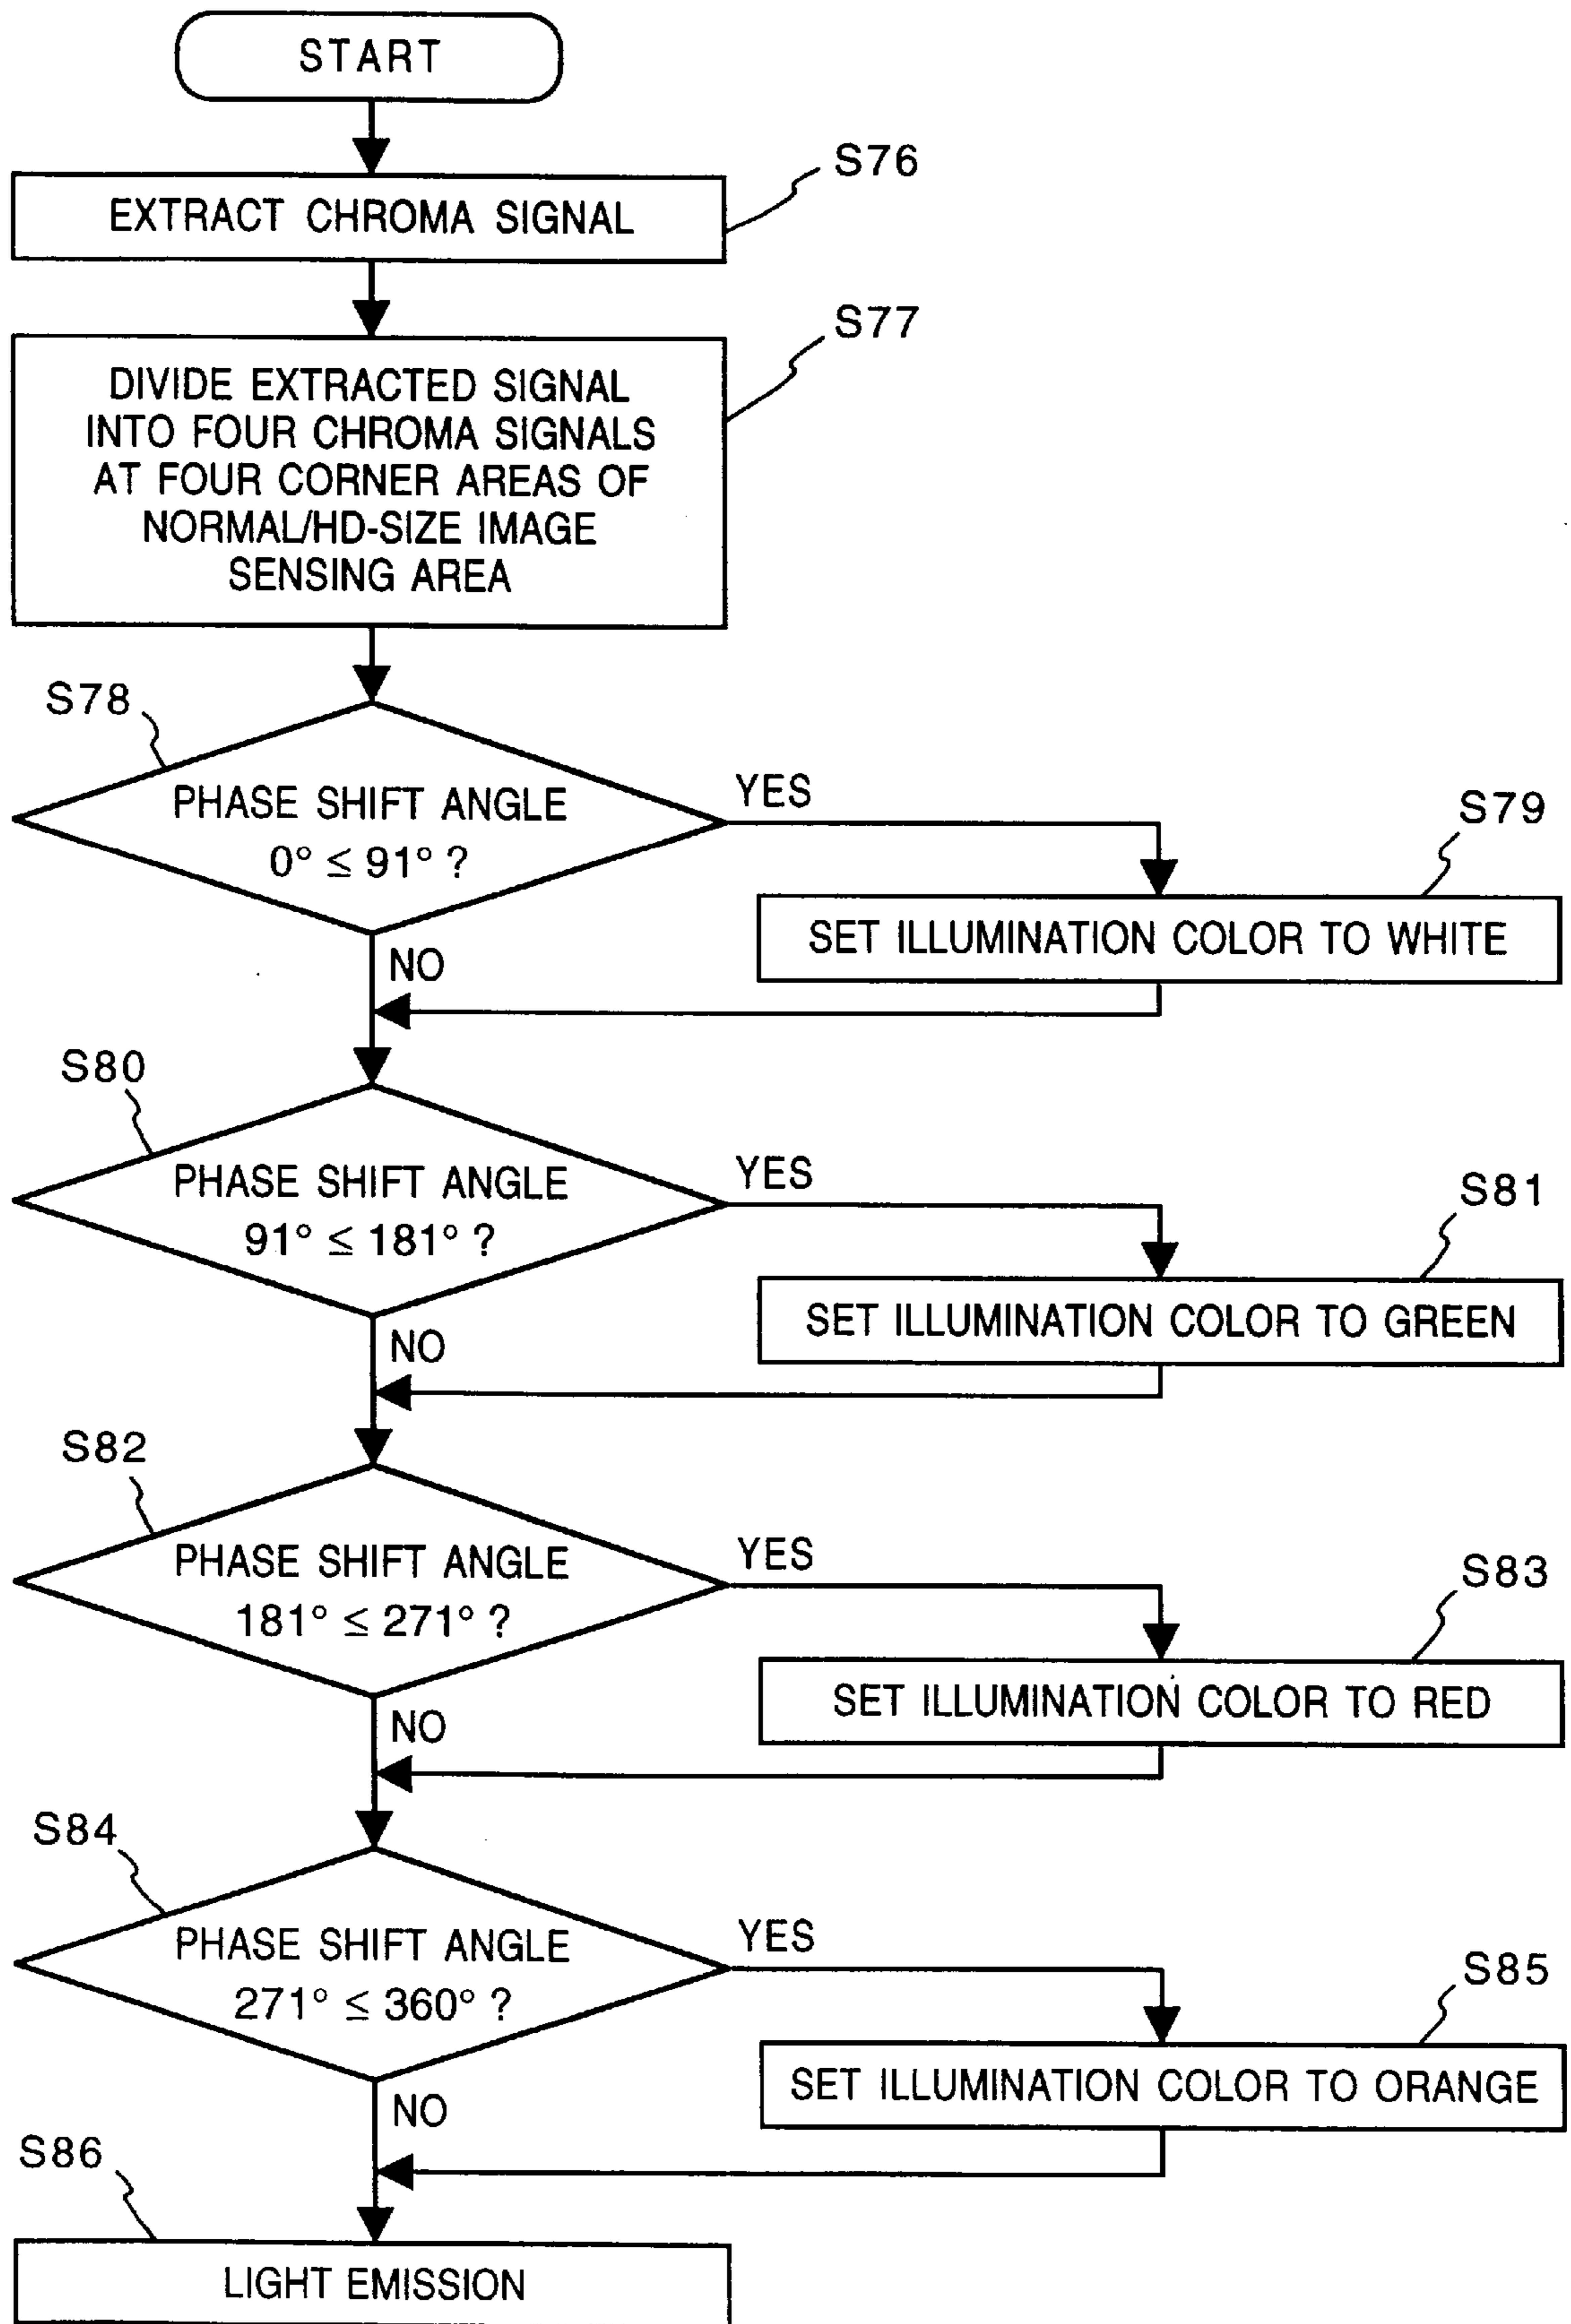 START
S76
EXTRACT CHROMA SIGNAL
S77
DIVIDE EXTRACTED SIGNAL
INTO FOUR CHROMA SIGNALS
AT FOUR CORNER AREAS OF
NORMAL/HD-SIZE IMAGE
SENSING AREA
S78
PHASE SHIFT ANGLE
0° ≤ 91° ?
YES
S79
SET ILLUMINATION COLOR TO WHITE
NO
S80
PHASE SHIFT ANGLE
91° ≤ 181° ?
YES
S81
SET ILLUMINATION COLOR TO GREEN
NO
S82
PHASE SHIFT ANGLE
181° ≤ 271° ?
YES
S83
SET ILLUMINATION COLOR TO RED
NO
S84
PHASE SHIFT ANGLE
271° ≤ 360° ?
YES
S85
SET ILLUMINATION COLOR TO ORANGE
NO
S86
LIGHT EMISSION